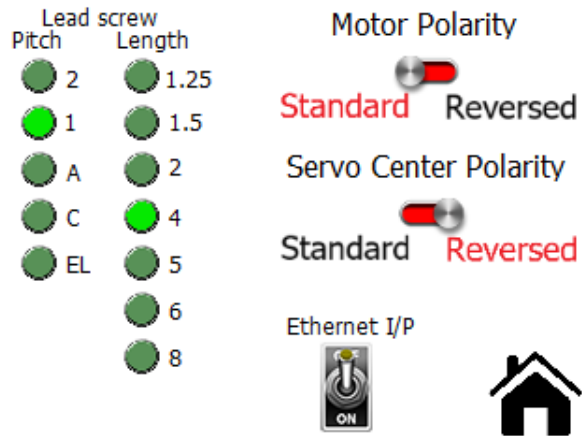 Lead screw
Pitch Length
2 1.25
1 1.5
A 2
C 4
EL 5
6
8
Motor Polarity
Standard Reversed
Servo Center Polarity
Standard Reversed
Ethernet I/P
ON